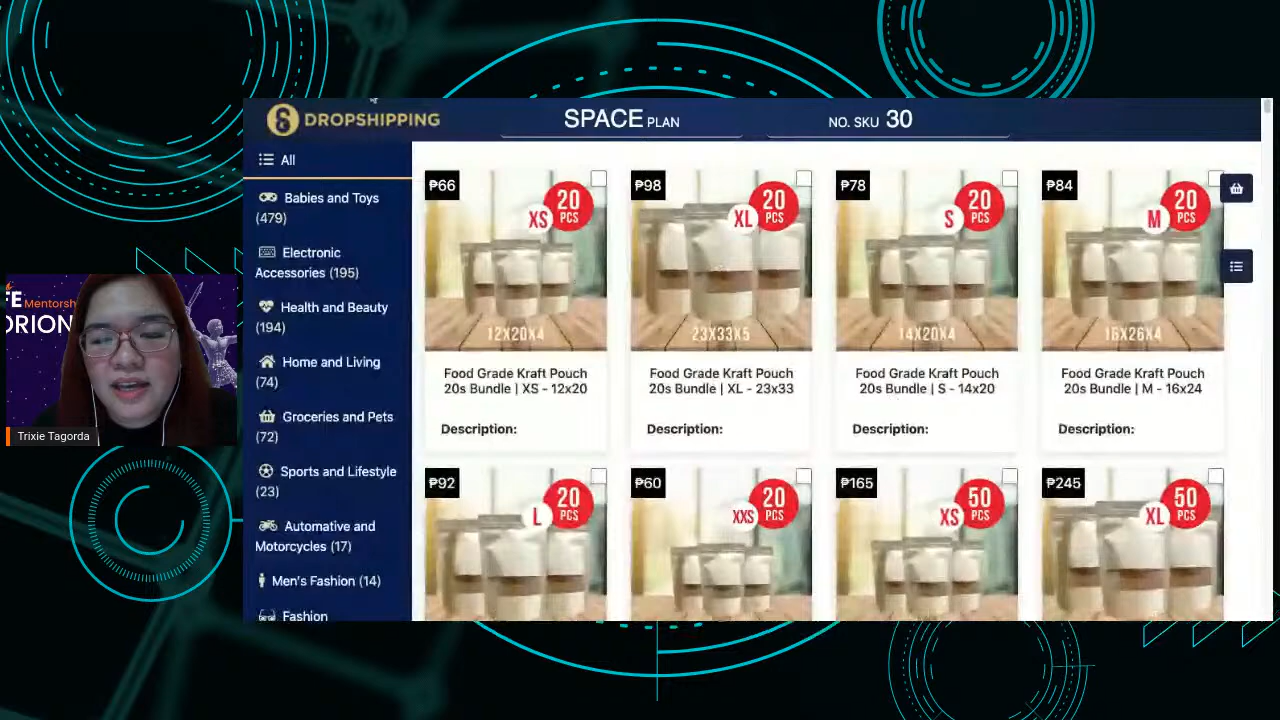 DROPSHIPPING
SPACE PLAN
NO. SKU 30
All
Babies and Toys
(479)
Electronic
Accessories (195)
Health and Beauty
(194)
Home and Living
(74)
Groceries and Pets
(72)
Sports and Lifestyle
(23)
Automotive and
Motorcycles (17)
Men's Fashion (14)
Fashion
₱66
20
PCS
XS
12X20X4
Food Grade Kraft Pouch
20s Bundle | XS - 12x20
Description:
₱98
20
PCS
XL
23X33X5
Food Grade Kraft Pouch
20s Bundle | XL - 23x33
Description:
₱78
20
PCS
S
14X20X4
Food Grade Kraft Pouch
20s Bundle | S - 14x20
Description:
₱84
20
PCS
M
16X26X4
Food Grade Kraft Pouch
20s Bundle | M - 16x24
Description:
₱92
20
PCS
L
₱60
20
PCS
XXS
₱165
50
PCS
XS
₱245
50
PCS
XL
FE Mentorsh
ORION
Trixie Tagorda